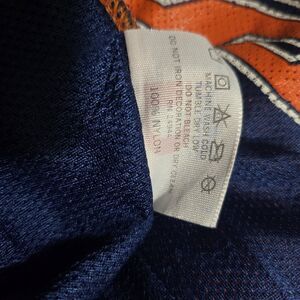 MACHINE WASH COLD
TUMBLE DRY LOW
DO NOT BLEACH
DO NOT IRON DECORATION OR DRY CLEAN
100% NYLON